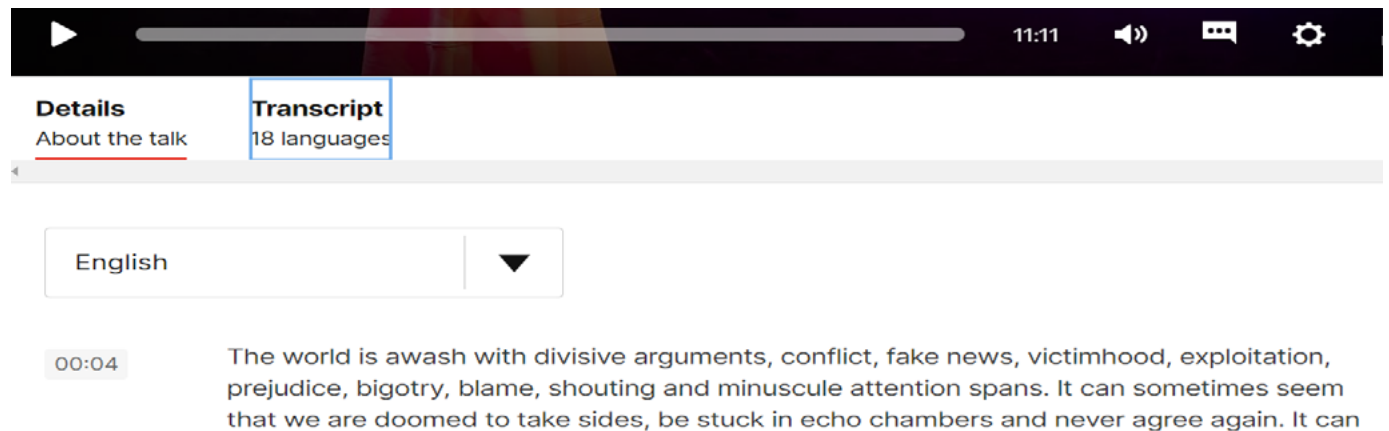 11:11
Details
About the talk
Transcript
18 languages
English
00:04
The world is awash with divisive arguments, conflict, fake news, victimhood, exploitation,
prejudice, bigotry, blame, shouting and minuscule attention spans. It can sometimes seem
that we are doomed to take sides, be stuck in echo chambers and never agree again. It can